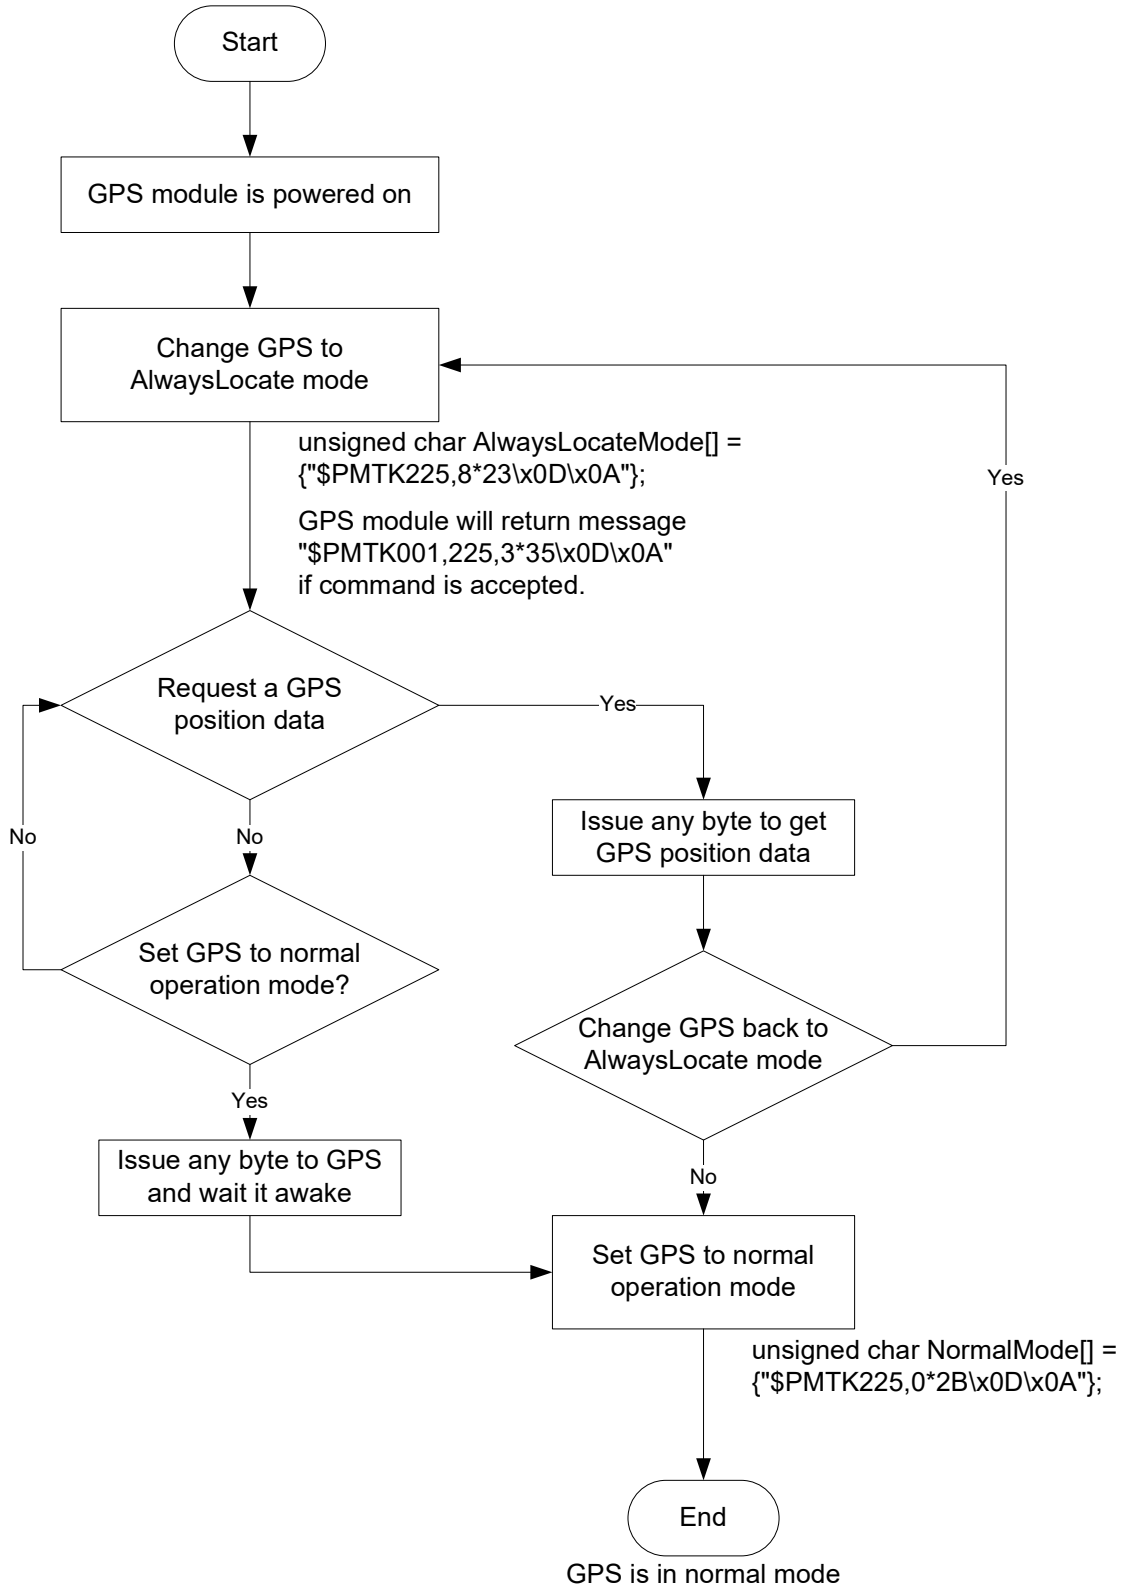 Start
GPS module is powered on
Change GPS to
AlwaysLocate mode
unsigned char AlwaysLocateMode[] =
{"$PMTK225,8*23\x0D\x0A"};
GPS module will return message
"$PMTK001,225,3*35\x0D\x0A"
if command is accepted.
Yes
Request a GPS
position data
Yes
No
No
Issue any byte to get
GPS position data
Set GPS to normal
operation mode?
Change GPS back to
AlwaysLocate mode
Yes
Issue any byte to GPS
and wait it awake
No
Set GPS to normal
operation mode
unsigned char NormalMode[] =
{"$PMTK225,0*2B\x0D\x0A"};
End
GPS is in normal mode